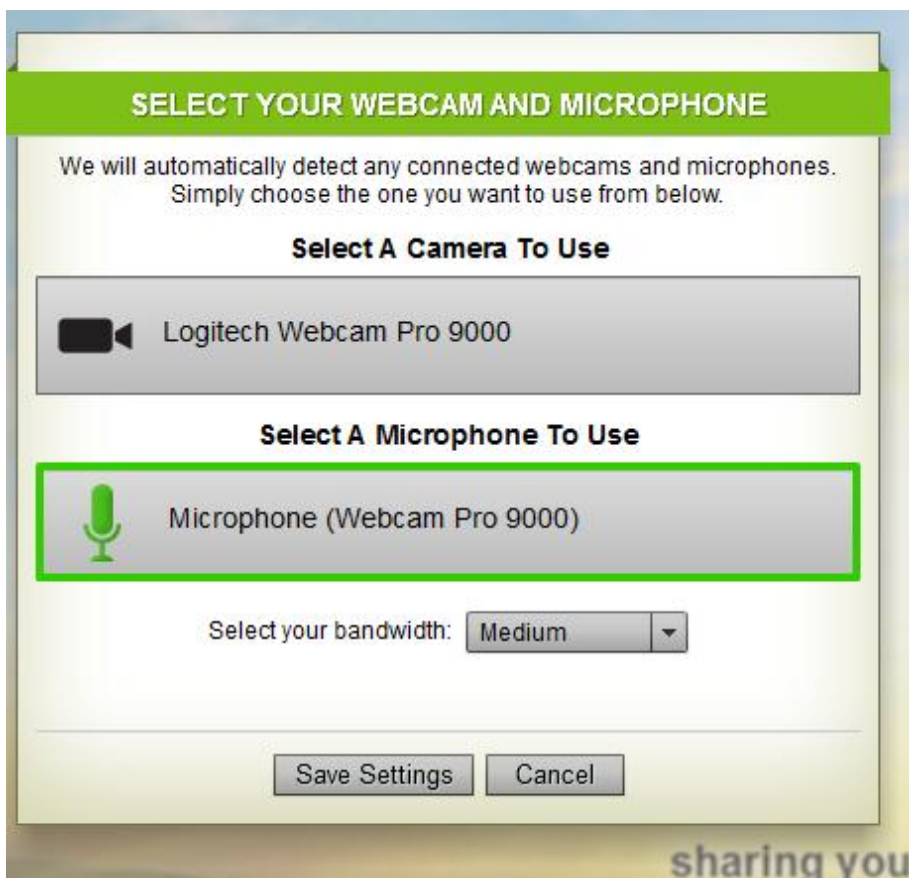 SELECT YOUR WEBCAM AND MICROPHONE
We will automatically detect any connected webcams and microphones.
Simply choose the one you want to use from below.
Select A Camera To Use
Logitech Webcam Pro 9000
Select A Microphone To Use
Microphone (Webcam Pro 9000)
Select your bandwidth: Medium
Save Settings Cancel
sharing you